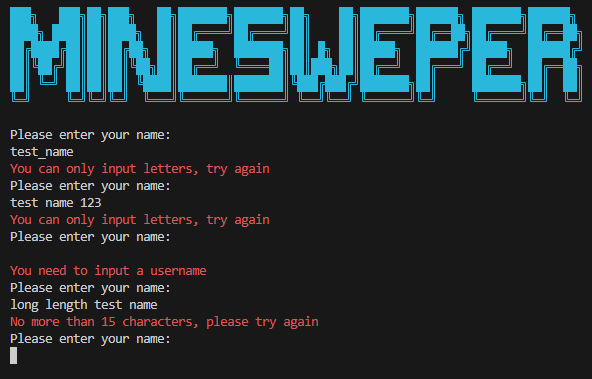 MINESWEPER
Please enter your name:
test_name
You can only input letters, try again
Please enter your name:
test name 123
You can only input letters, try again
Please enter your name:
You need to input a username
Please enter your name:
long length test name
No more than 15 characters, please try again
Please enter your name: